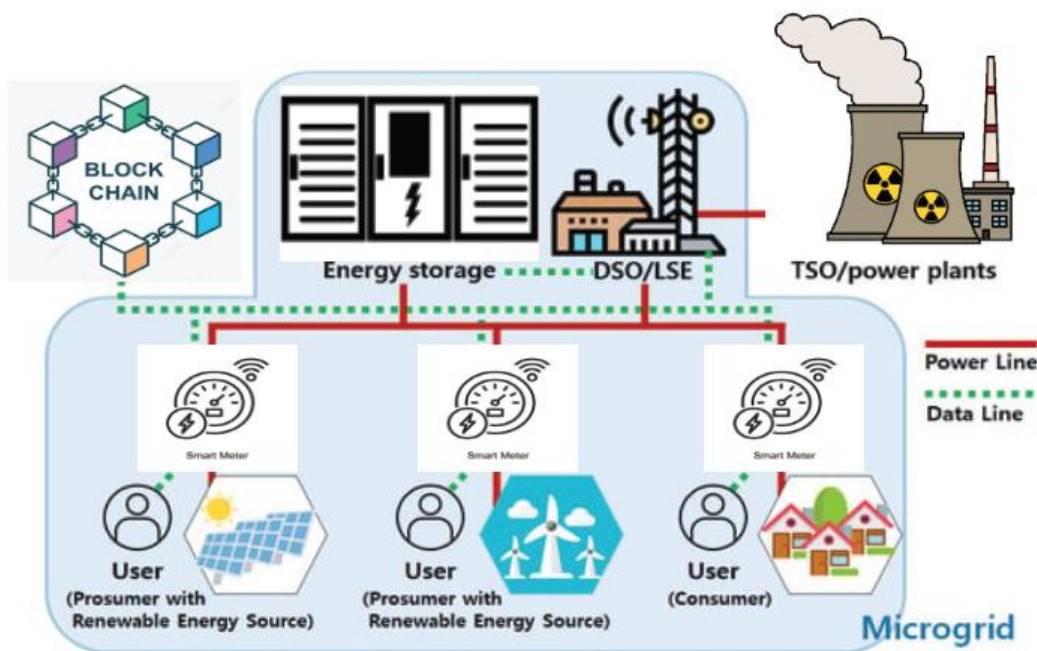 BLOCK
CHAIN
Energy storage
DSO/LSE
TSO/power plants
Power Line
Data Line
Smart Meter
Smart Meter
Smart Meter
User
(Prosumer with
Renewable Energy Source)
User
(Prosumer with
Renewable Energy Source)
User
(Consumer)
Microgrid